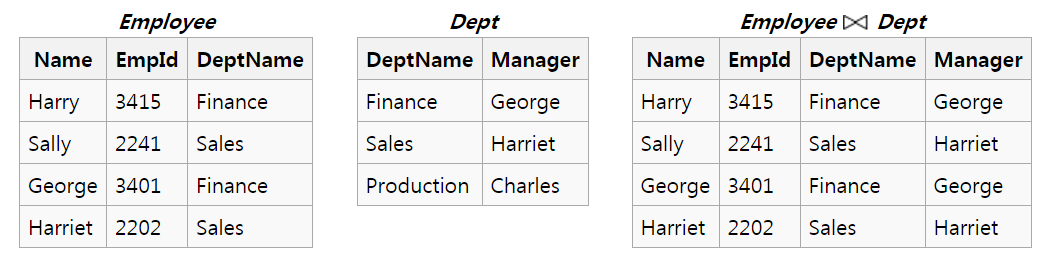 Employee Dept Employee ⋈ Dept
Name EmpId DeptName DeptName Manager Name EmpId DeptName Manager
Harry 3415 Finance Finance George Harry 3415 Finance George
Sally 2241 Sales Sales Harriet Sally 2241 Sales Harriet
George 3401 Finance Production Charles George 3401 Finance George
Harriet 2202 Sales Harriet 2202 Sales Harriet